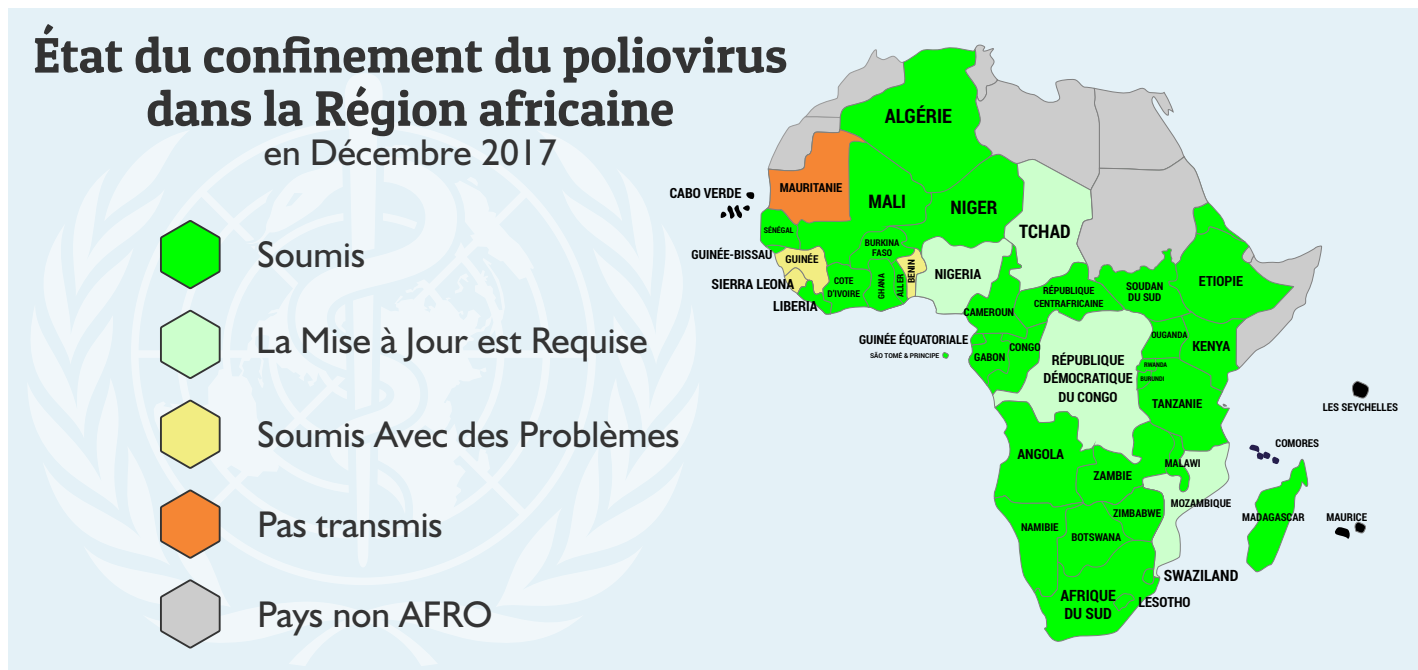 État du confinement du poliovirus
dans la Région africaine
en Décembre 2017
Soumis
La Mise à Jour est Requise
Soumis Avec des Problèmes
Pas transmis
Pays non AFRO
ALGÉRIE
MAURITANIE
CABO VERDE
MALI
NIGER
TCHAD
SÉNÉGAL
BURKINA
FASO
GUINÉE-BISSAU
GUINÉE
BENIN
NIGERIA
ETIOPIE
SIERRA LEONA
COTE
D'IVOIRE
GHANA
ALLER
RÉPUBLIQUE
CENTRAFRICAINE
SOUDAN
DU SUD
LIBERIA
CAMEROUN
GUINÉE ÉQUATORIALE
SÃO TOMÉ & PRINCIPE
GABON
CONGO
OUGANDA
KENYA
RÉPUBLIQUE
DÉMOCRATIQUE
DU CONGO
RWANDA
BURUNDI
TANZANIE
LES SEYCHELLES
ANGOLA
COMORES
ZAMBIE
MALAWI
MOZAMBIQUE
ZIMBABWE
MADAGASCAR
MAURICE
NAMIBIE
BOTSWANA
SWAZILAND
AFRIQUE
DU SUD
LESOTHO